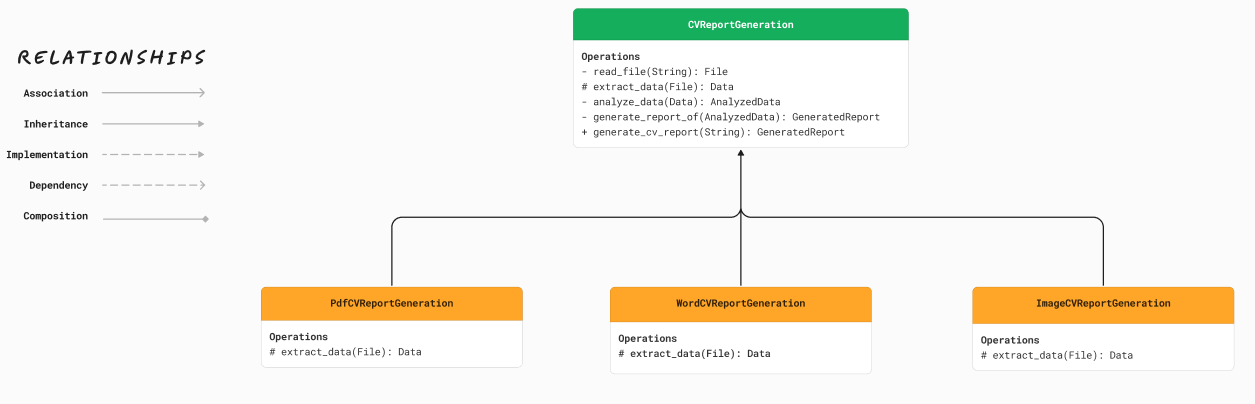 RELATIONSHIPS
Association
Inheritance
Implementation
Dependency
Composition
CVReportGeneration
Operations
- read_file(String): File
# extract_data(File): Data
- analyze_data(Data): AnalyzedData
- generate_report_of(AnalyzedData): GeneratedReport
+ generate_cv_report(String): GeneratedReport
PdfCVReportGeneration
Operations
# extract_data(File): Data
WordCVReportGeneration
Operations
# extract_data(File): Data
ImageCVReportGeneration
Operations
# extract_data(File): Data